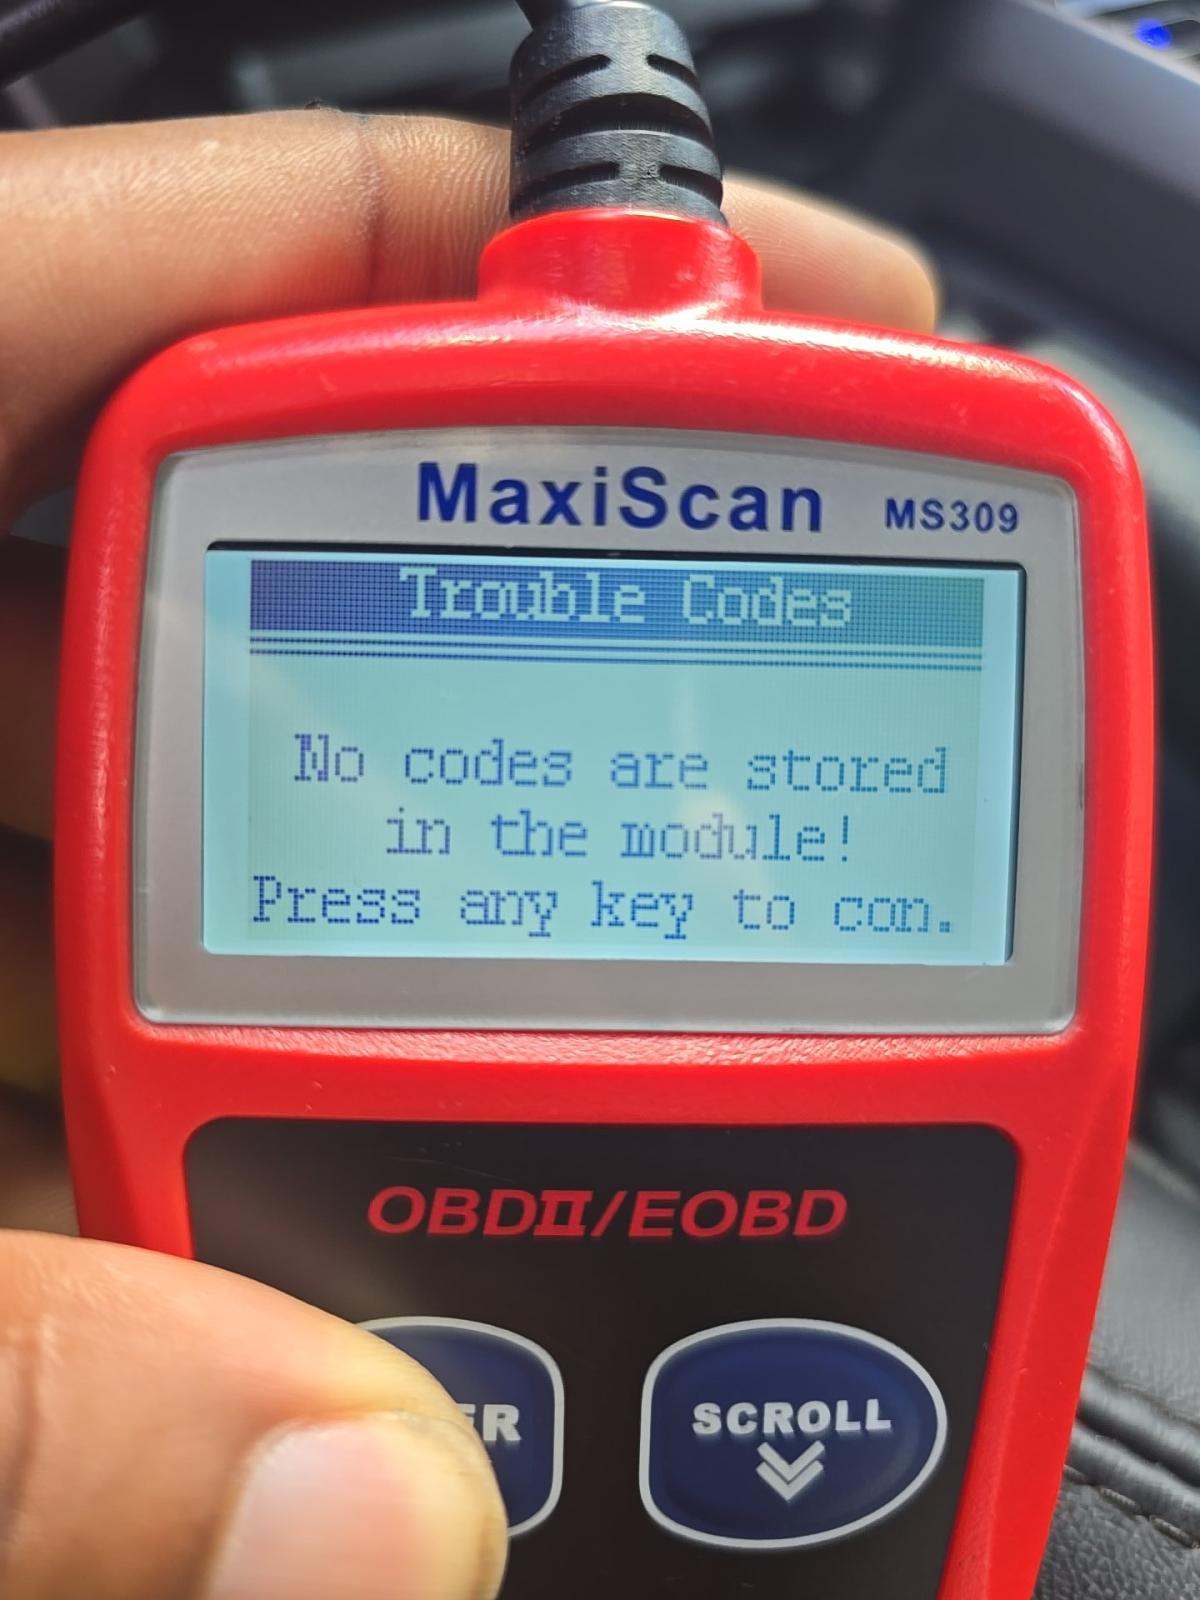 MaxiScan MS309
Trouble Codes
No codes are stored
in the module!
Press any key to con.
OBDII/EOBD
SCROLL